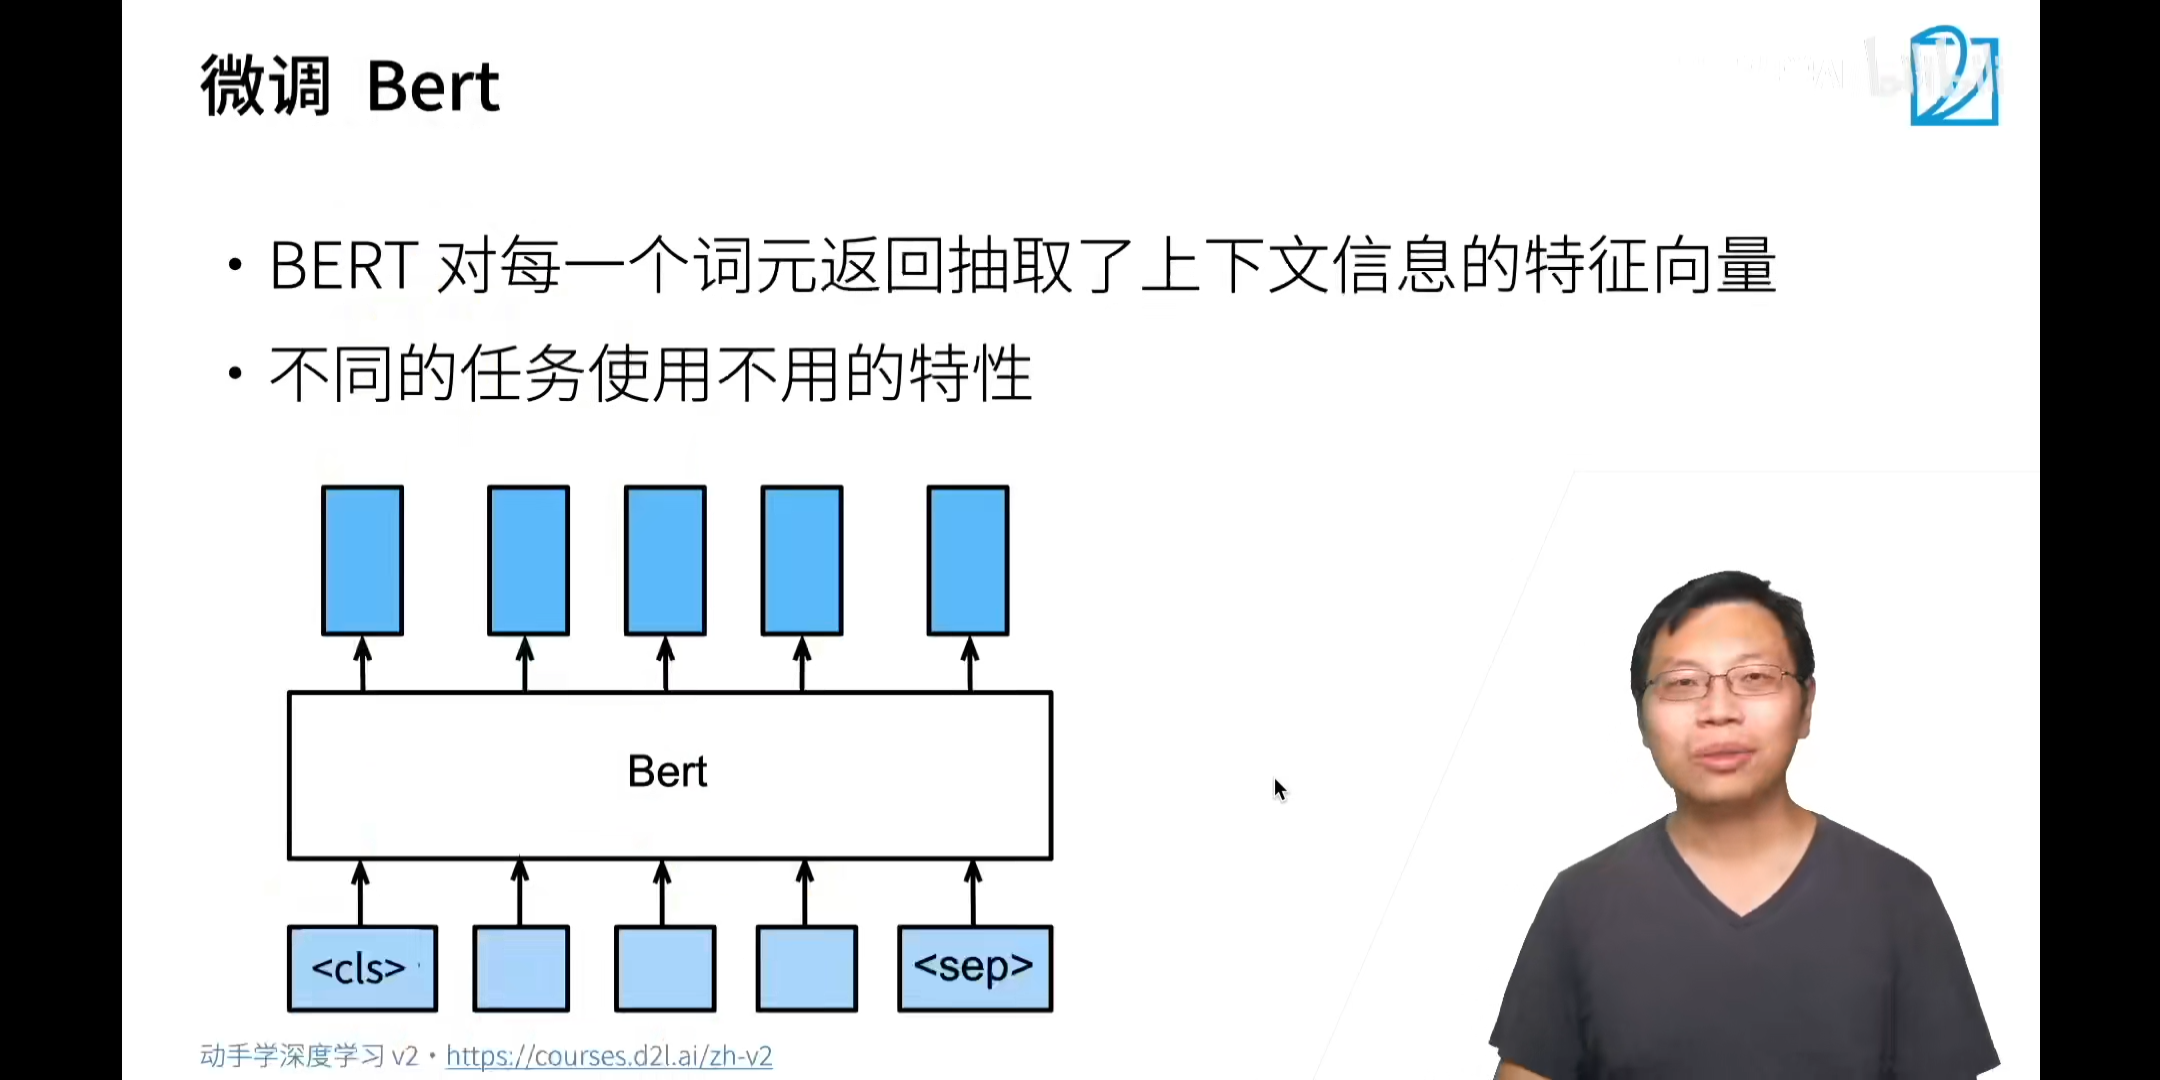 微调 Bert
• BERT 对每一个词元返回抽取了上下文信息的特征向量
• 不同的任务使用不用的特性
Bert
<cls>
<sep>
动手学深度学习 v2 • https://courses.d2l.ai/zh-v2